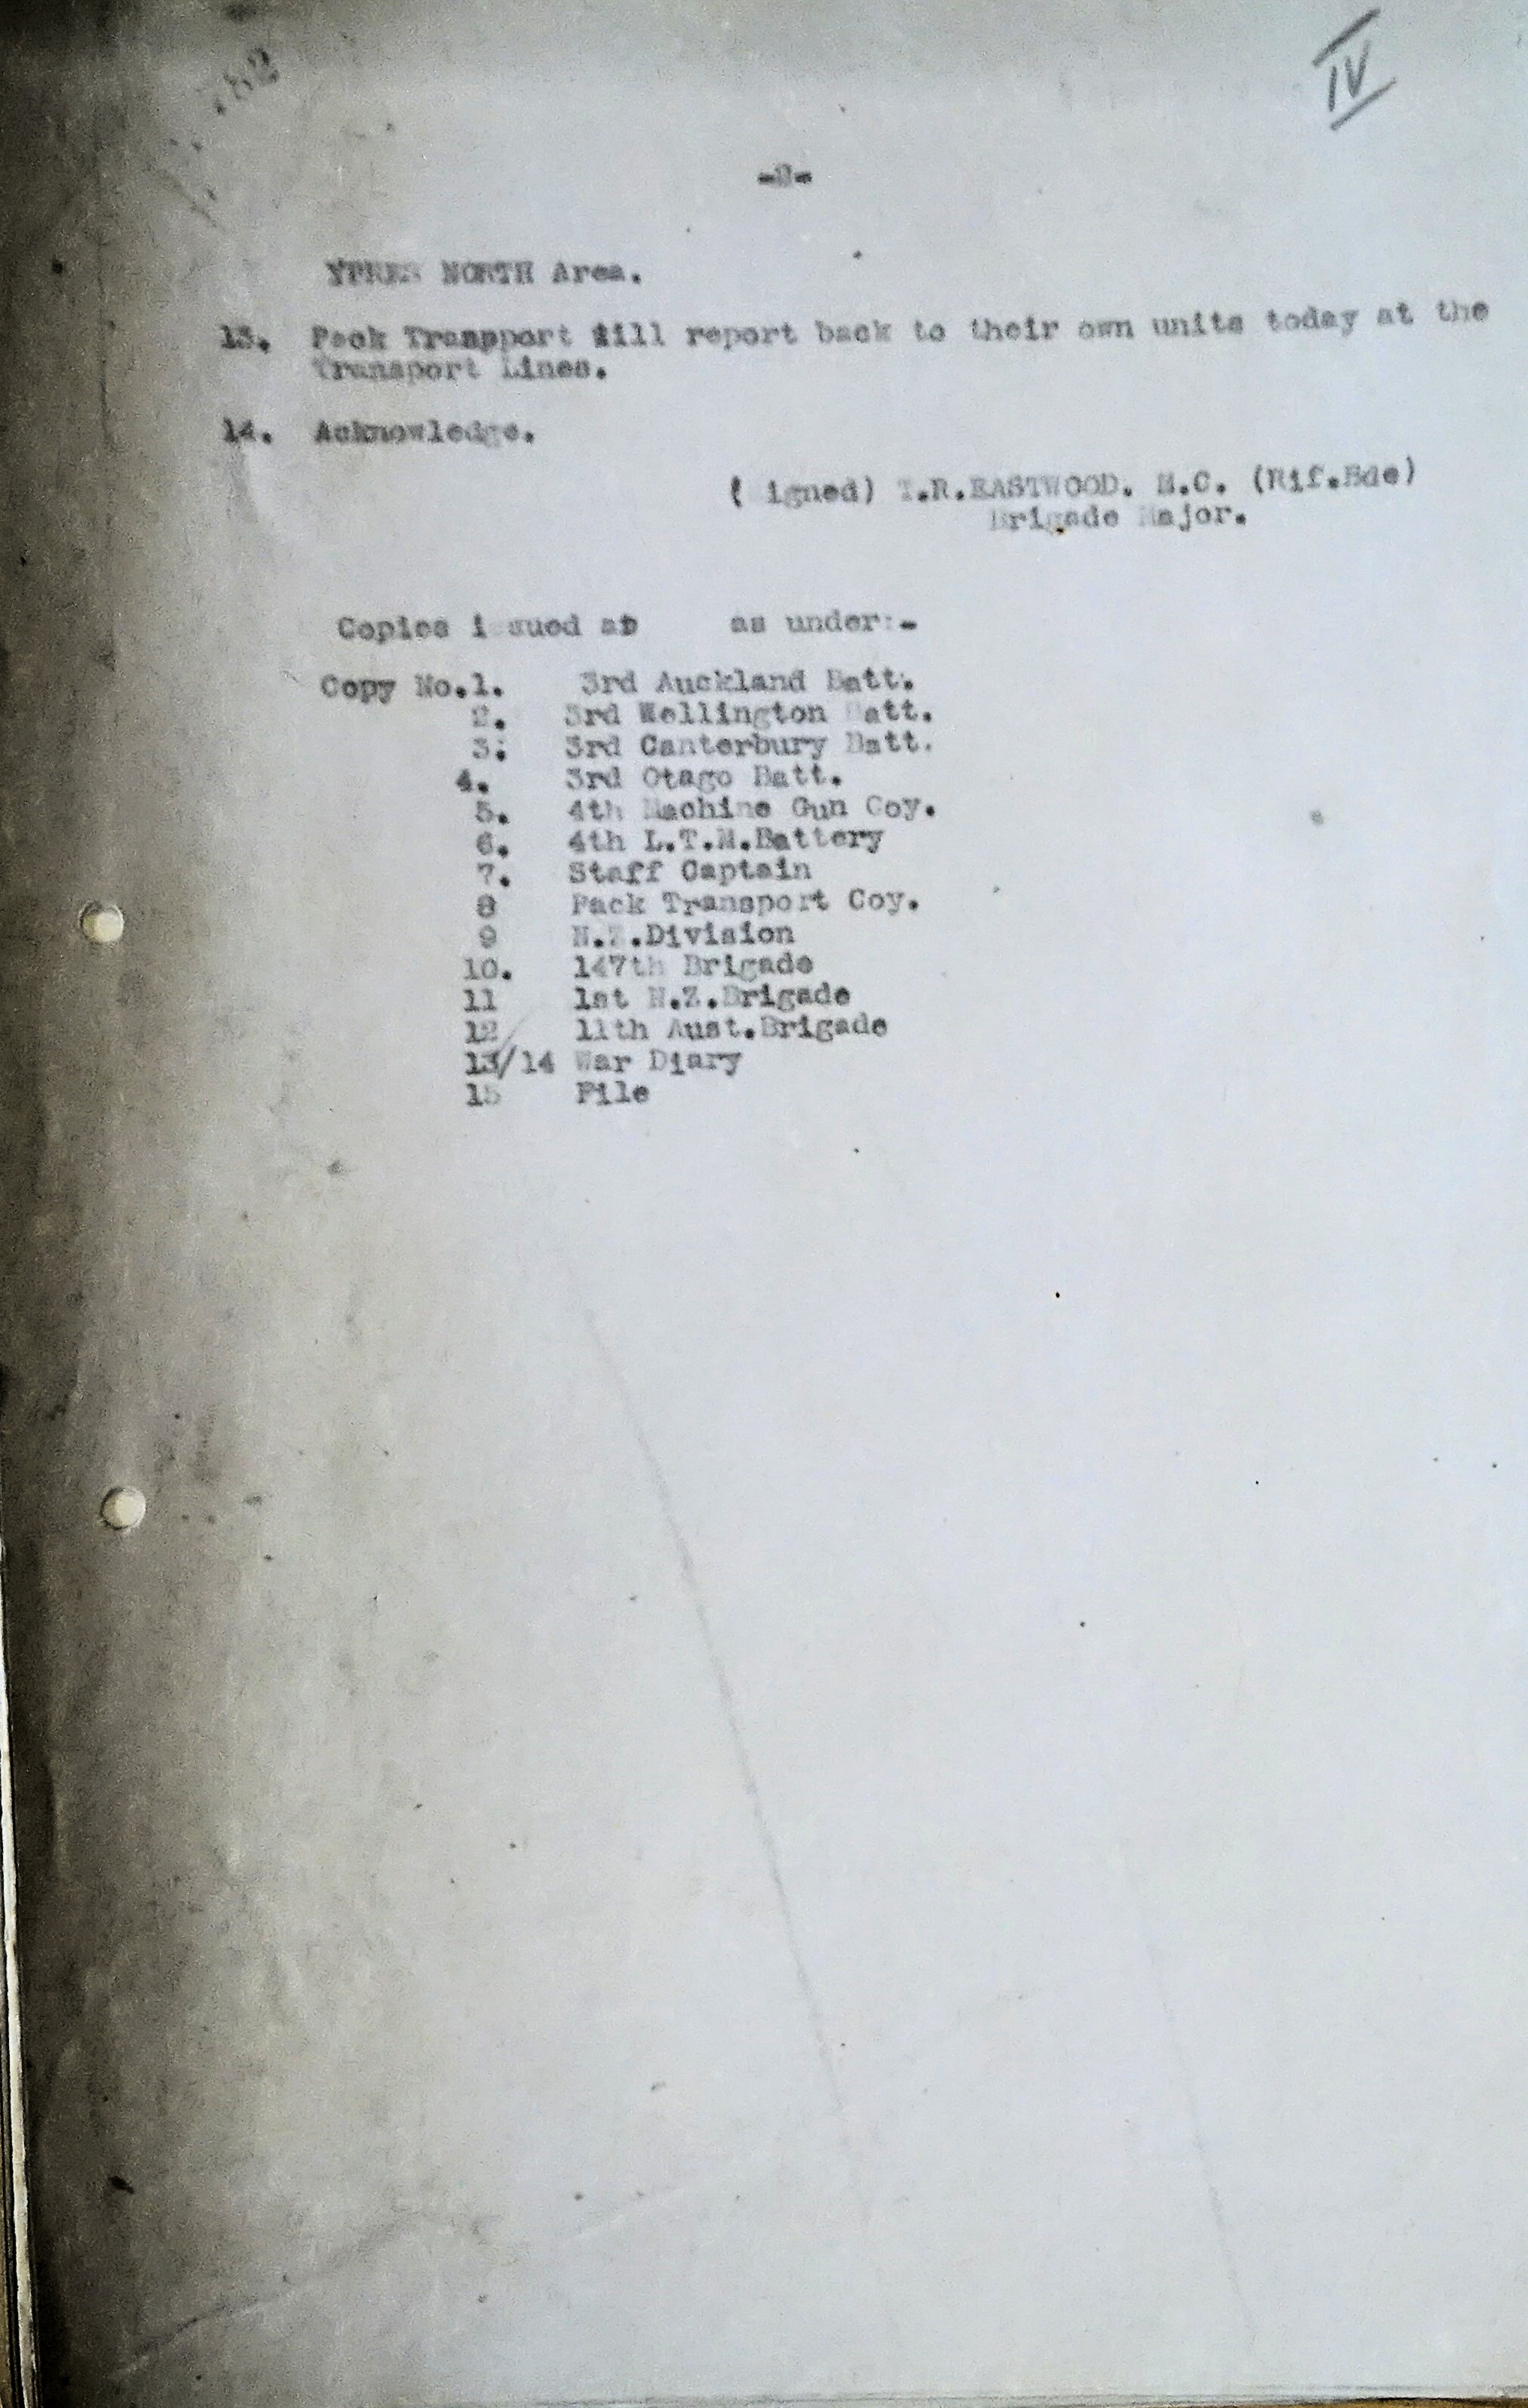 IV
-2-
YPRES NORTH Area.
13. Pack Transport will report back to their own units today at the
Transport Lines.
14. Acknowledge.
( igned) T.R.EASTWOOD. M.C. (Rif.Bde)
Brigade Major.
Copies issued at as under:-
Copy No.1. 3rd Auckland Batt.
2. 3rd Wellington Batt.
3. 3rd Canterbury Batt.
4. 3rd Otago Batt.
5. 4th Machine Gun Coy.
6. 4th L.T.M.Battery
7. Staff Captain
8 Pack Transport Coy.
9 N.Z.Division
10. 147th Brigade
11 1st N.Z.Brigade
12 11th Aust.Brigade
13/14 War Diary
15 File